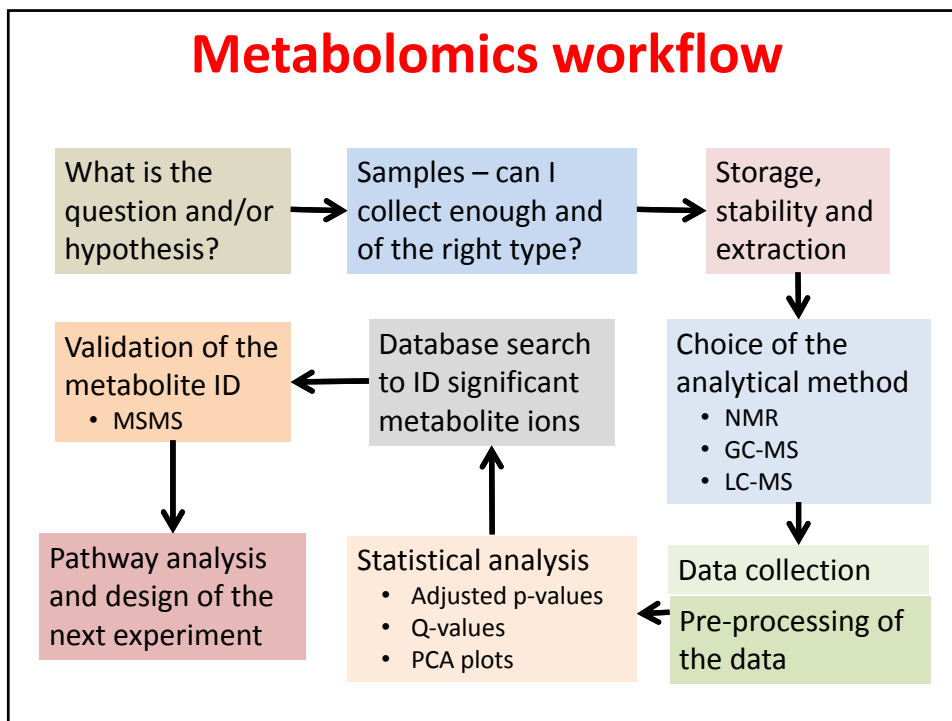 Metabolomics workflow
What is the
question and/or
hypothesis?
Samples – can I
collect enough and
of the right type?
Storage,
stability and
extraction
Choice of the
analytical method
• NMR
• GC-MS
• LC-MS
Data collection
Pre-processing of
the data
Statistical analysis
• Adjusted p-values
• Q-values
• PCA plots
Database search
to ID significant
metabolite ions
Validation of the
metabolite ID
• MSMS
Pathway analysis
and design of the
next experiment